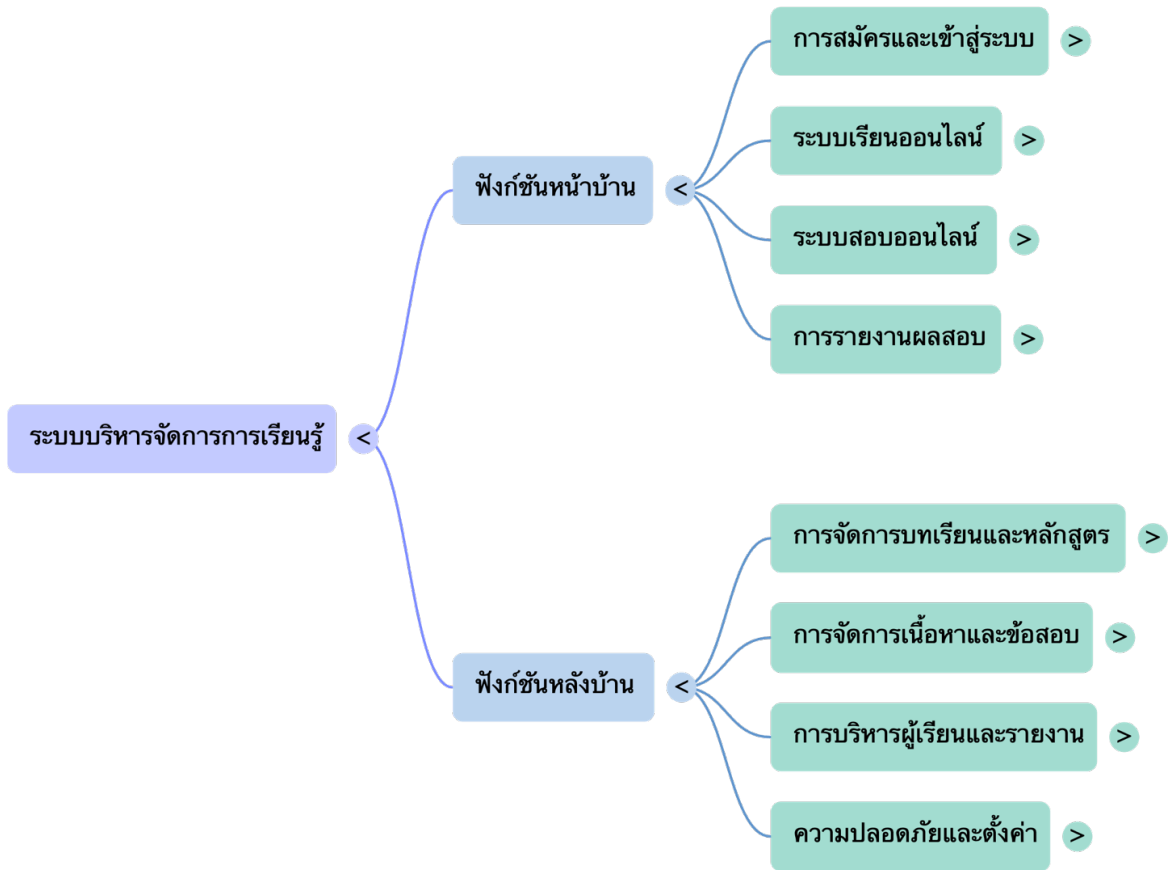 การสมัครและเข้าสู่ระบบ >
ระบบเรียนออนไลน์ >
ฟังก์ชันหน้าบ้าน <
ระบบสอบออนไลน์ >
การรายงานผลสอบ >
ระบบบริหารจัดการการเรียนรู้ <
การจัดการบทเรียนและหลักสูตร >
การจัดการเนื้อหาและข้อสอบ >
ฟังก์ชันหลังบ้าน <
การบริหารผู้เรียนและรายงาน >
ความปลอดภัยและตั้งค่า >